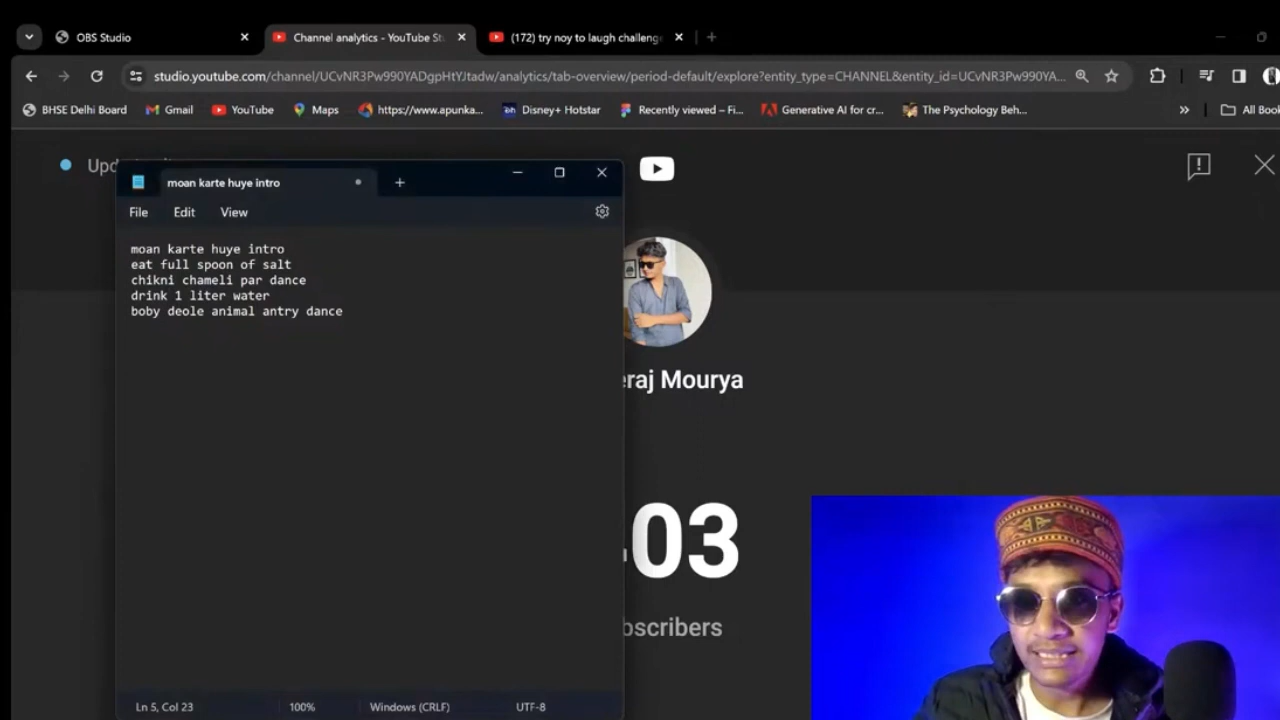 OBS Studio
Channel analytics - YouTube St
(172) try noy to laugh challeng
studio.youtube.com/channel/UCvNR3Pw990YADgpHtYJtadw/analytics/tab-overview/period-default/explore?entity_type=CHANNEL&entity_id=UCvNR3Pw990YA...
BHSE Delhi Board
Gmail
YouTube
Maps
https://www.apunka...
Disney+ Hotstar
Recently viewed – Fi...
Generative AI for cr...
The Psychology Beh...
»
All Book
moan karte huye intro
File Edit View
moan karte huye intro
eat full spoon of salt
chikni chameli par dance
drink 1 liter water
boby deole animal antry dance
eraj Mourya
03
bscribers
Ln 5, Col 23
100%
Windows (CRLF)
UTF-8